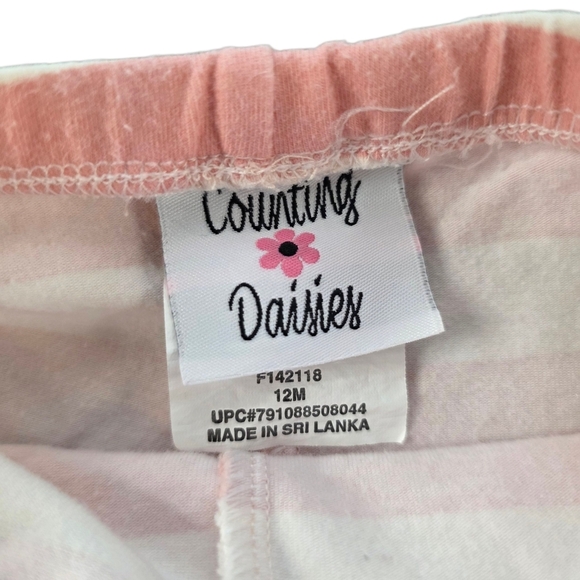 Counting
Daisies
F142118
12M
UPC#791088508044
MADE IN SRI LANKA